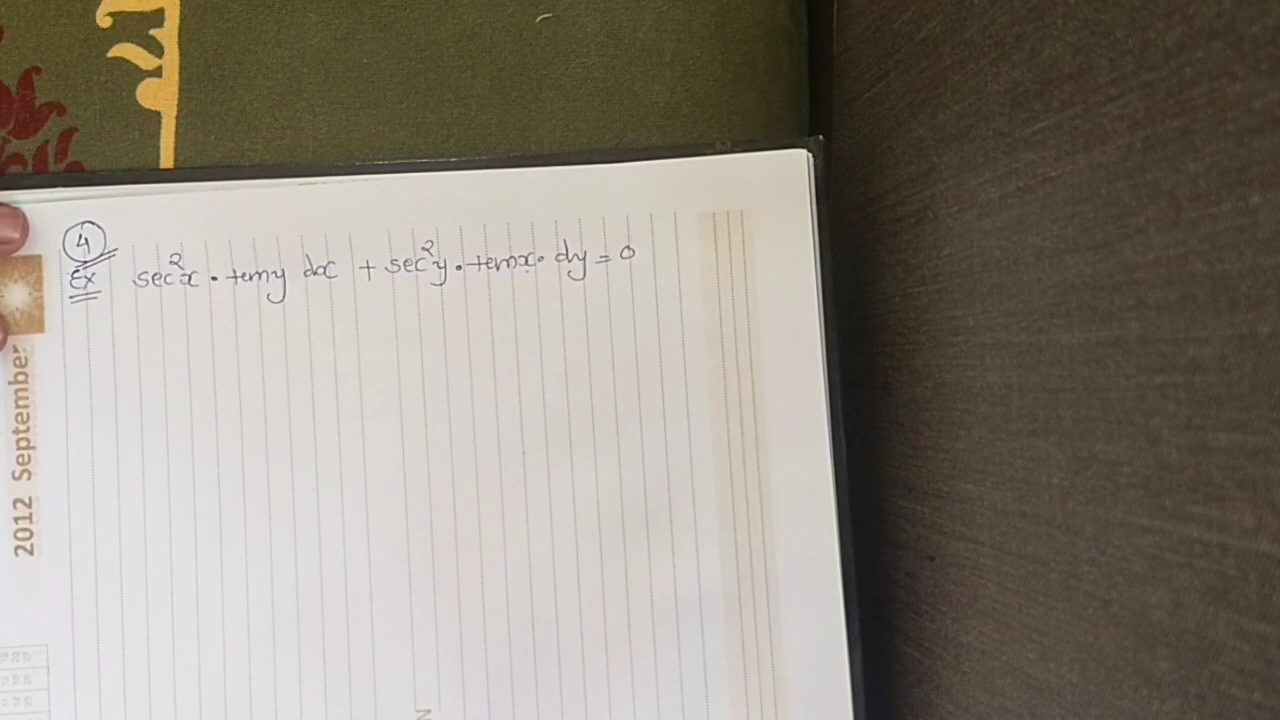 4
Ex sec²x · tany dx + sec²y · tanx · dy = 0
2012 September
N